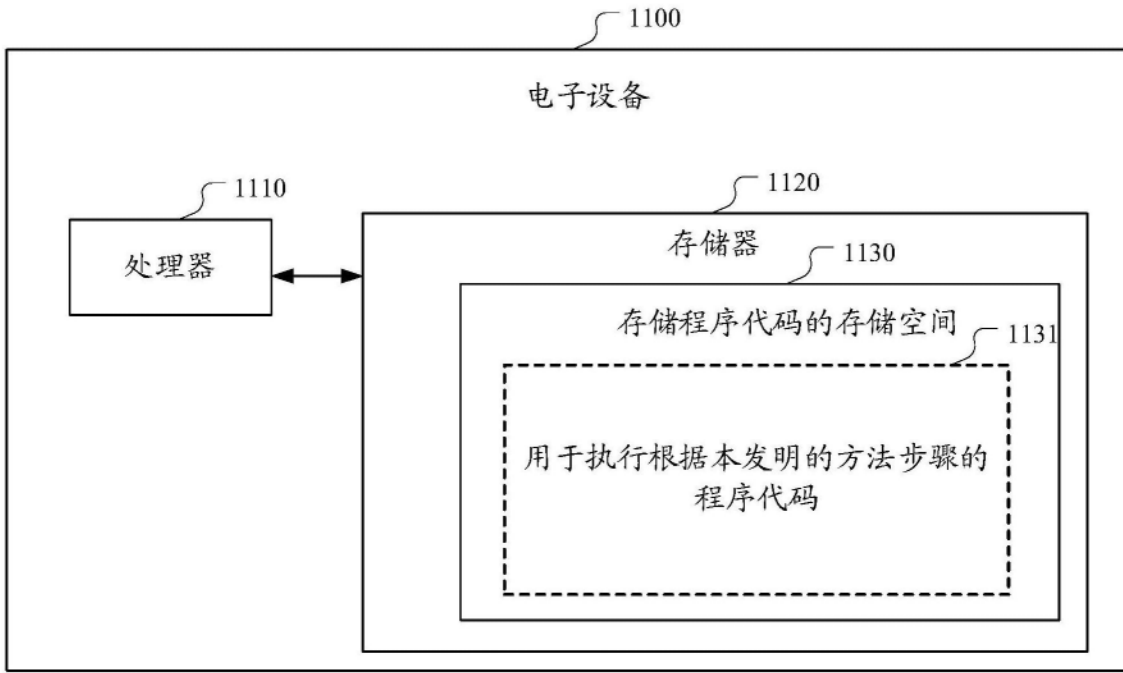 1100
电子设备
1110
1120
处理器
存储器
1130
存储程序代码的存储空间
1131
用于执行根据本发明的方法步骤的
程序代码